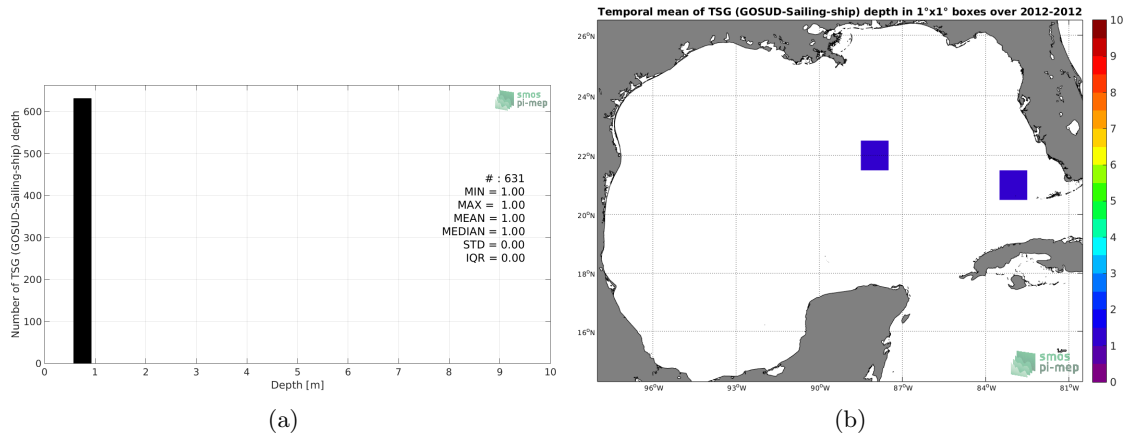 Temporal mean of TSG (GOSUD-Sailing-ship) depth in 1°x1° boxes over 2012-2012
Number of TSG (GOSUD-Sailing-ship) depth
600
500
400
300
200
100
0
smos
pi-mep
# : 631
MIN = 1.00
MAX = 1.00
MEAN = 1.00
MEDIAN = 1.00
STD = 0.00
IQR = 0.00
0 1 2 3 4 5 6 7 8 9 10
Depth [m]
(a)
26°N
24°N
22°N
20°N
18°N
16°N
96°W 93°W 90°W 87°W 84°W 81°W
smos
pi-mep
10
9
8
7
6
5
4
3
2
1
0
(b)